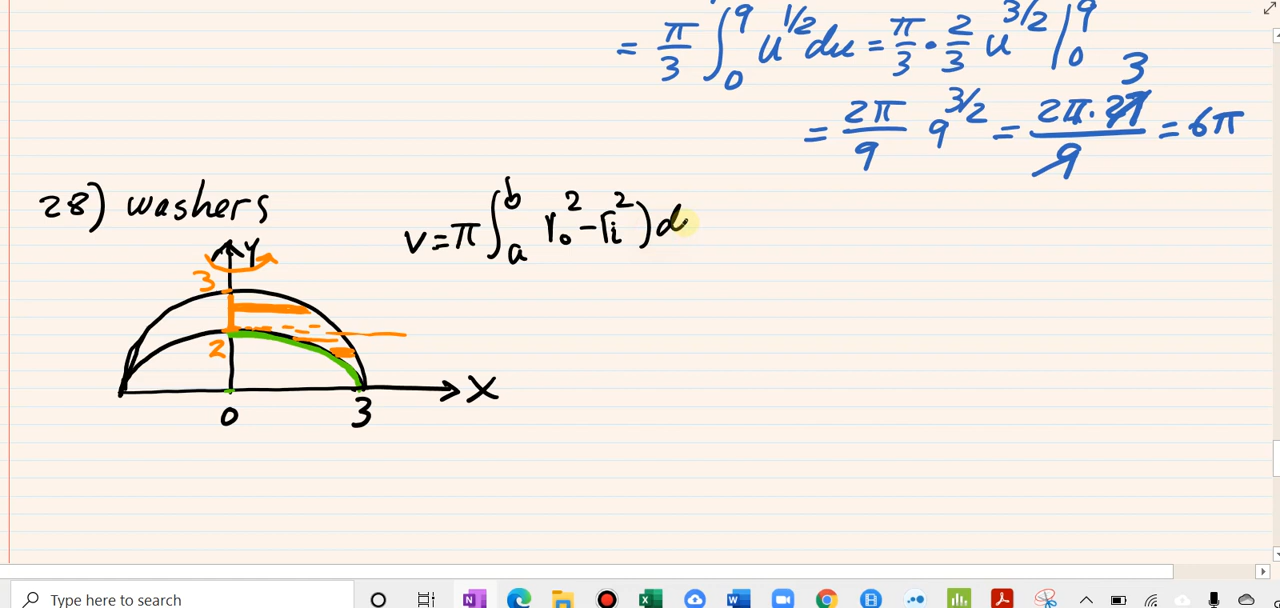 = π/3 ∫₀⁹ u^1/2 du = π/3 · 2/3 u^3/2 |₀⁹
3
= 2π/9 9^3/2 = 2π·27/9 = 6π
28) washers
V = π ∫ₐᵇ r₀² - rᵢ²) d
y
3
2
x
0
3
Type here to search